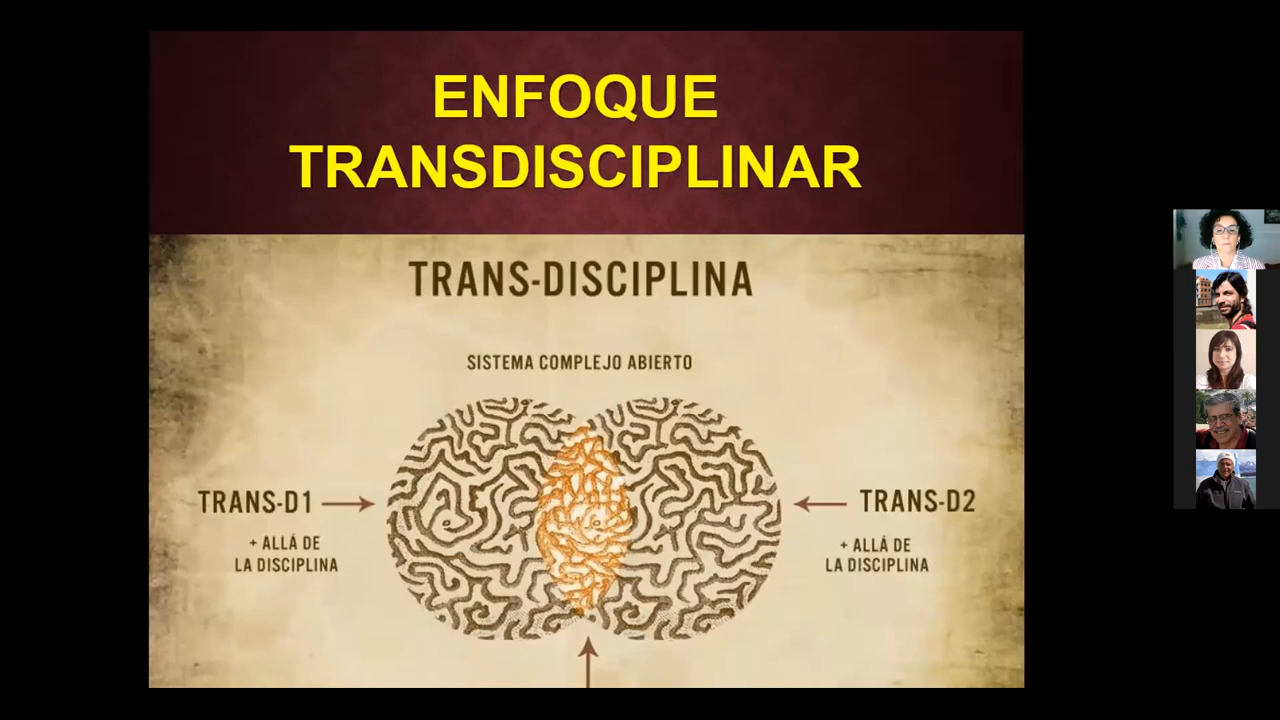 ENFOQUE
TRANSDISCIPLINAR
TRANS-DISCIPLINA
SISTEMA COMPLEJO ABIERTO
TRANS-D1
+ ALLÁ DE
LA DISCIPLINA
TRANS-D2
+ ALLÁ DE
LA DISCIPLINA